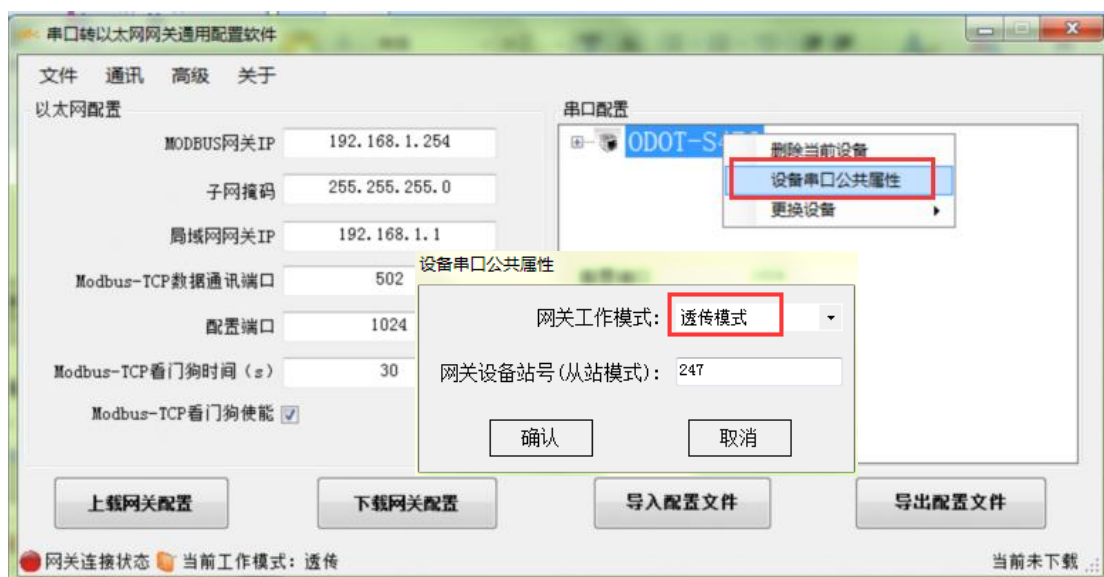 串口转以太网网关通用配置软件
文件 通讯 高级 关于
以太网配置
MODBUS网关IP 192.168.1.254
子网掩码 255.255.255.0
局域网网关IP 192.168.1.1
Modbus-TCP数据通讯端口 502
配置端口 1024
Modbus-TCP看门狗时间(s) 30
Modbus-TCP看门狗使能
串口配置
ODOT-S4
删除当前设备
设备串口公共属性
更换设备
设备串口公共属性
网关工作模式: 透传模式
网关设备站号(从站模式): 247
确认 取消
上载网关配置 下载网关配置 导入配置文件 导出配置文件
网关连接状态 当前工作模式: 透传 当前未下载